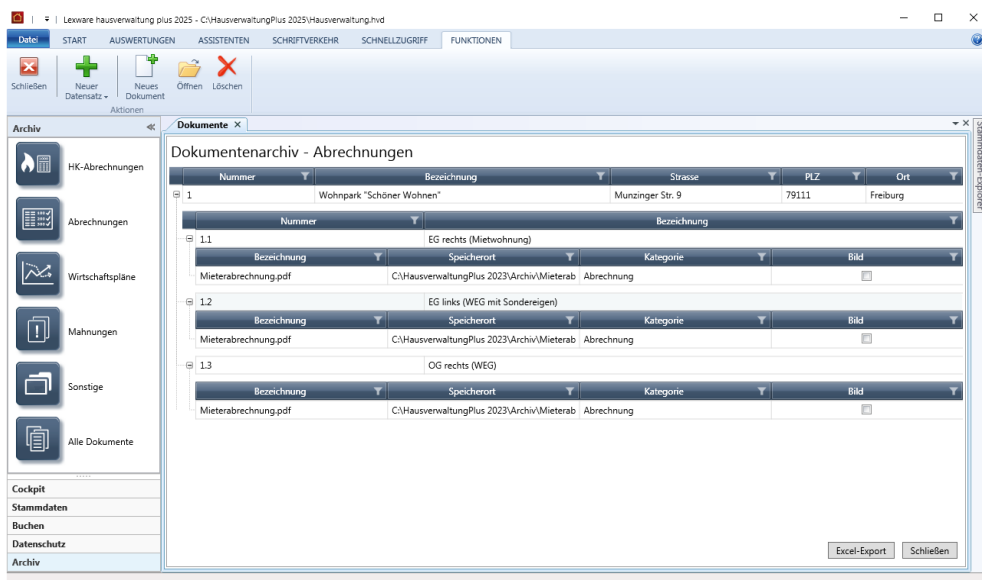 Lexware hausverwaltung plus 2025 - C:\HausverwaltungPlus 2025\Hausverwaltung.hvd
Datei START AUSWERTUNGEN ASSISTENTEN SCHRIFTVERKEHR SCHNELLZUGRIFF FUNKTIONEN
Schließen Neuer Datensatz Neues Dokument Öffnen Löschen
Aktionen
Archiv
HK-Abrechnungen
Abrechnungen
Wirtschaftspläne
Mahnungen
Sonstige
Alle Dokumente
Cockpit
Stammdaten
Buchen
Datenschutz
Archiv
Dokumente
Dokumentenarchiv - Abrechnungen
Nummer Bezeichnung Strasse PLZ Ort
1 Wohnpark "Schöner Wohnen" Munzinger Str. 9 79111 Freiburg
Nummer Bezeichnung
1.1 EG rechts (Mietwohnung)
Bezeichnung Speicherort Kategorie Bild
Mieterabrechnung.pdf C:\HausverwaltungPlus 2023\Archiv\Mieterab Abrechnung
1.2 EG links (WEG mit Sondereigen)
Bezeichnung Speicherort Kategorie Bild
Mieterabrechnung.pdf C:\HausverwaltungPlus 2023\Archiv\Mieterab Abrechnung
1.3 OG rechts (WEG)
Bezeichnung Speicherort Kategorie Bild
Mieterabrechnung.pdf C:\HausverwaltungPlus 2023\Archiv\Mieterab Abrechnung
Excel-Export Schließen
Stammdaten-Explorer